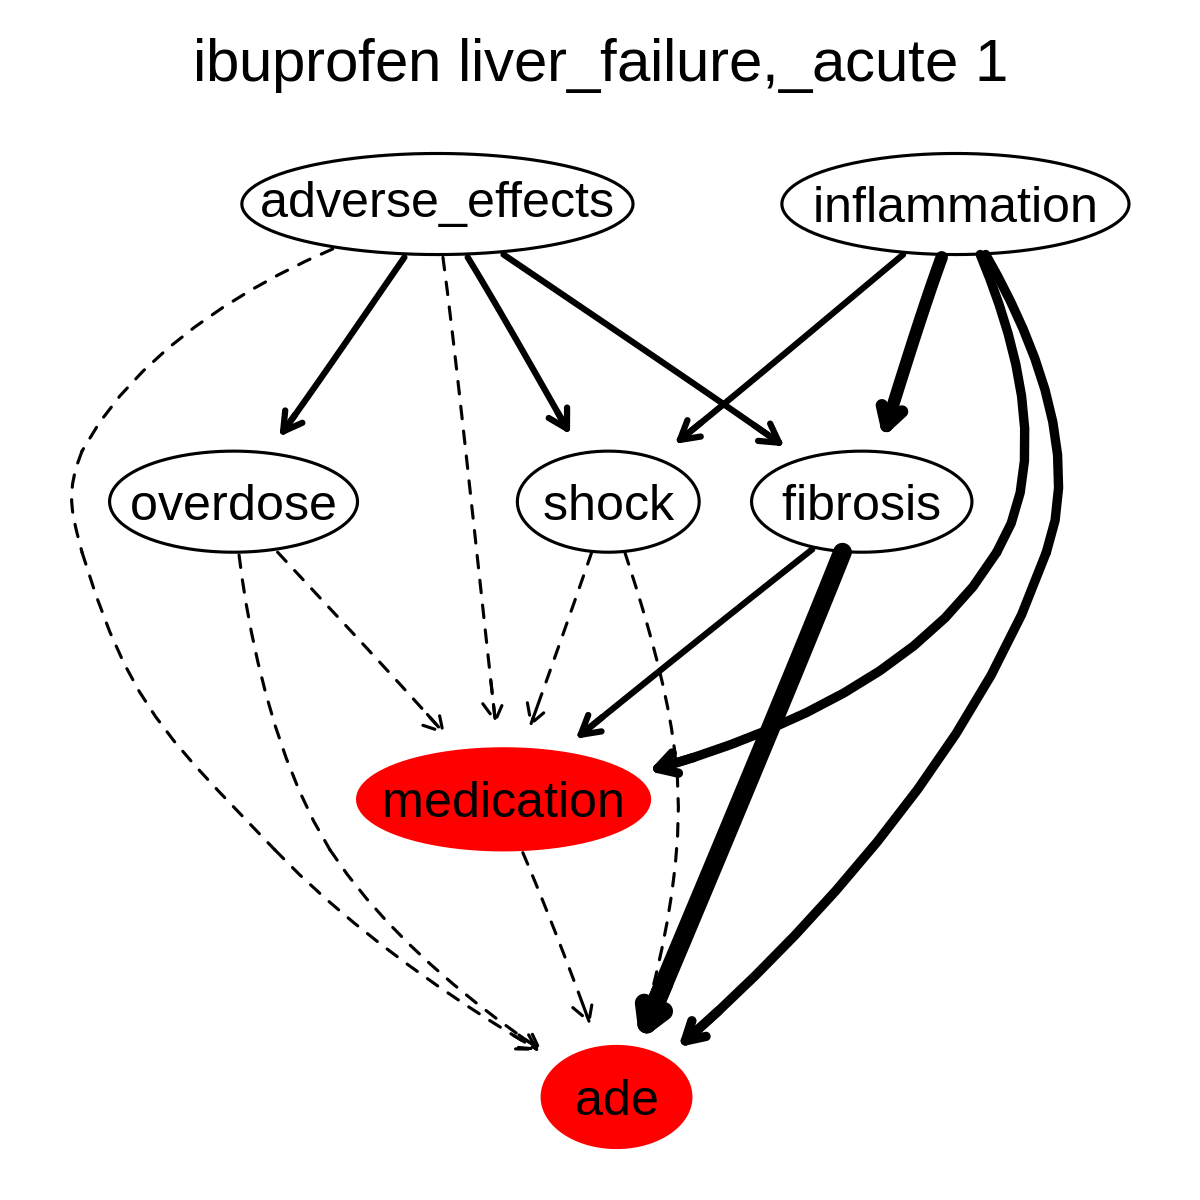 ibuprofen liver_failure,_acute 1
adverse_effects
inflammation
overdose
shock
fibrosis
medication
ade